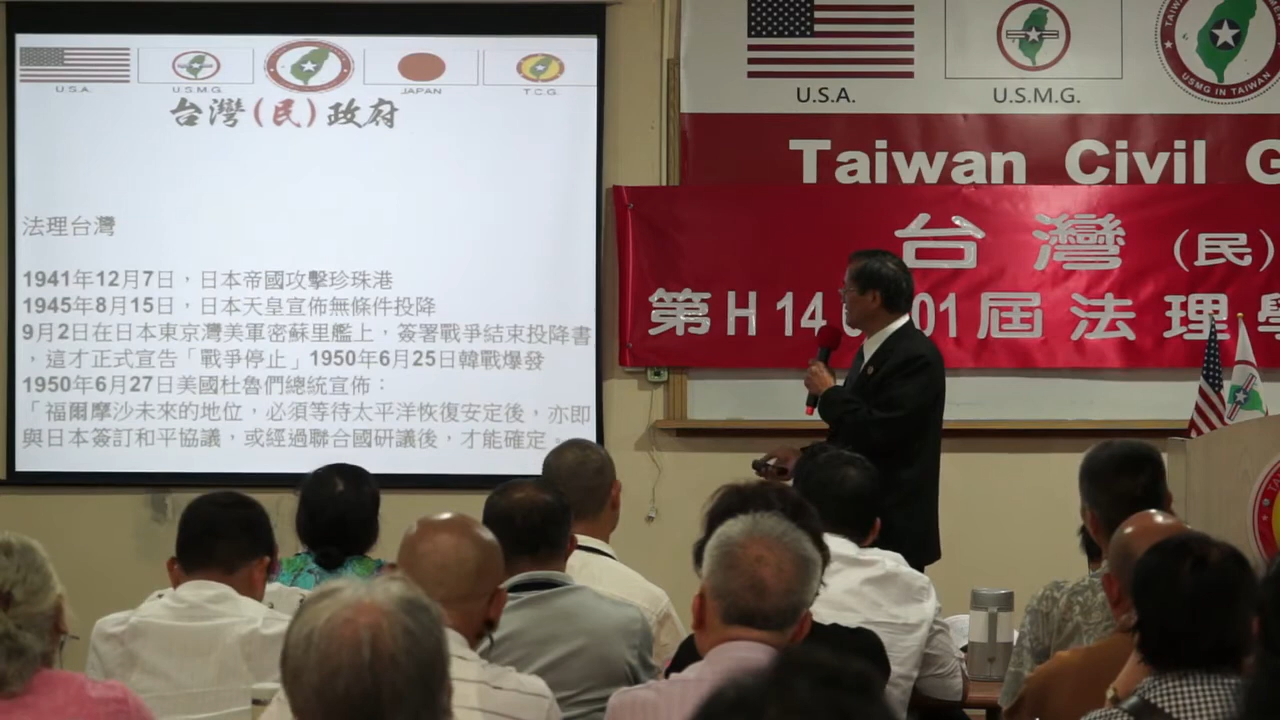 U.S.A.
U.S.M.G.
JAPAN
T.C.G.
台灣(民)政府
法理台灣
1941年12月7日，日本帝國攻擊珍珠港
1945年8月15日，日本天皇宣佈無條件投降
9月2日在日本東京灣美軍密蘇里艦上，簽署戰爭結束投降書
，這才正式宣告「戰爭停止」1950年6月25日韓戰爆發
1950年6月27日美國杜魯門總統宣佈：
「福爾摩沙未來的地位，必須等待太平洋恢復安定後，亦即
與日本簽訂和平協議，或經過聯合國研議後，才能確定。
U.S.A.
U.S.M.G.
USMG IN TAIWAN
Taiwan Civil G
台灣(民)
第H14 01屆法理學